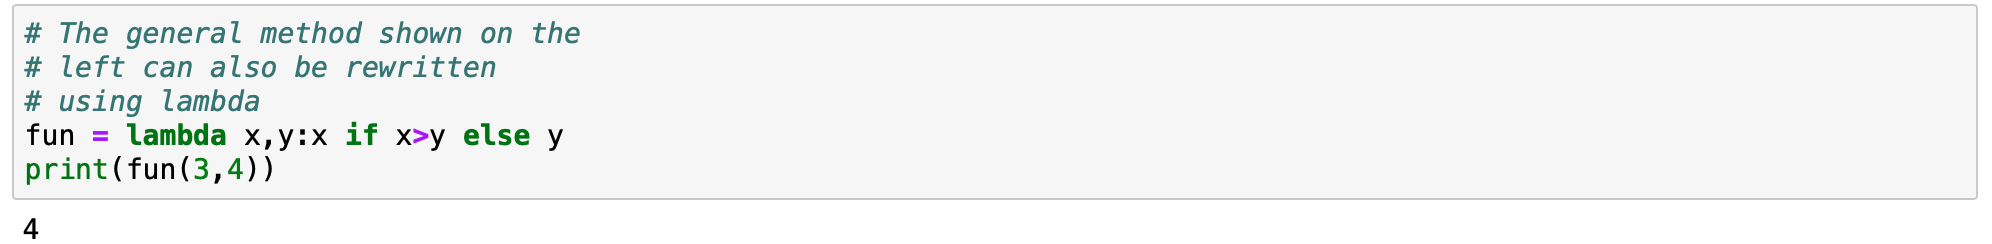 # The general method shown on the
# left can also be rewritten
# using lambda
fun = lambda x,y:x if x>y else y
print(fun(3,4))
4